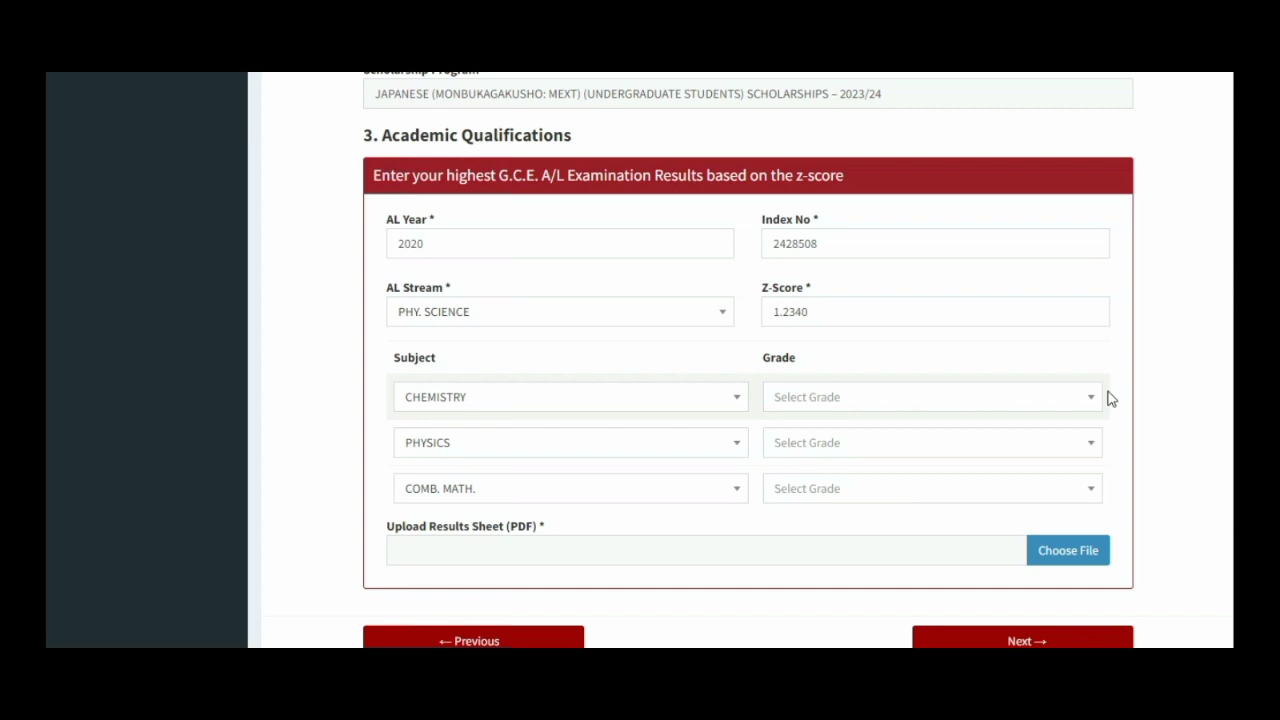 Scholarship Program
JAPANESE (MONBUKAGAKUSHO: MEXT) (UNDERGRADUATE STUDENTS) SCHOLARSHIPS – 2023/24
3. Academic Qualifications
Enter your highest G.C.E. A/L Examination Results based on the z-score
AL Year * Index No *
2020 2428508
AL Stream * Z-Score *
PHY. SCIENCE 1.2340
Subject Grade
CHEMISTRY Select Grade
PHYSICS Select Grade
COMB. MATH. Select Grade
Upload Results Sheet (PDF) *
Choose File
← Previous Next →